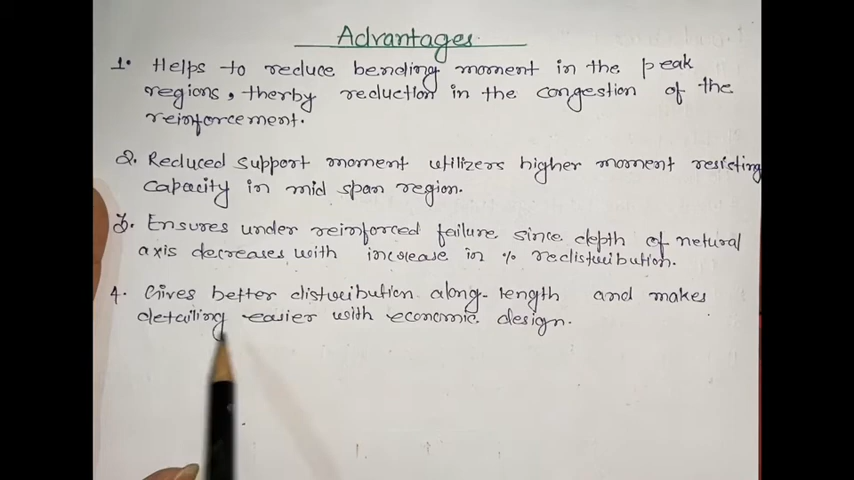 Advantages
1. Helps to reduce bending moment in the peak
regions, therby reduction in the congestion of the
reinforcement.
2. Reduced support moment utilizers higher moment resisting
capacity in mid span region.
3. Ensures under reinforced failure since depth of netural
axis decreases with increase in % redistribution.
4. Gives better distribution along-length and makes
detailing easier with economic design.